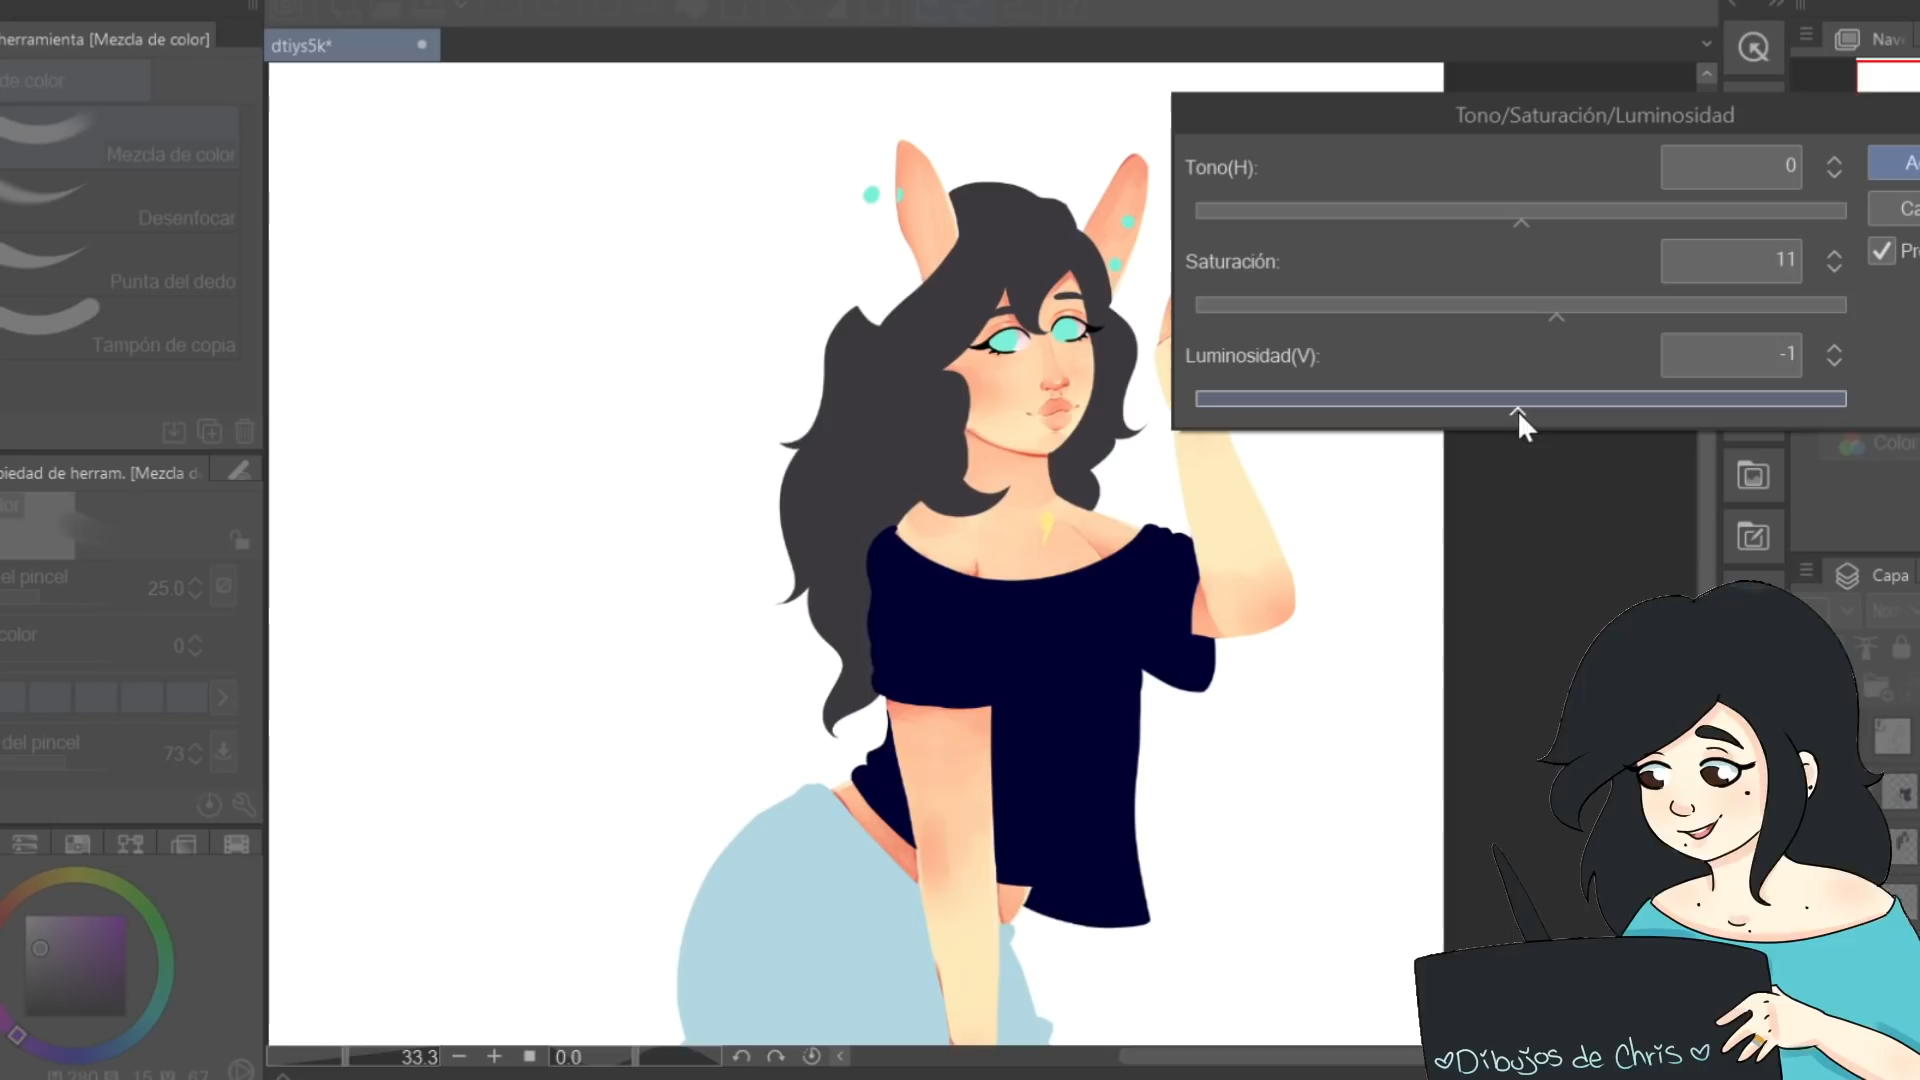 herramienta [Mezcla de color]
de color
Mezcla de color
Desenfocar
Punta del dedo
Tampón de copia
piedad de herram. [Mezcla d
el pincel
25.0
color
0
del pincel
73
dtiys5k*
33.3
0.0
Tono/Saturación/Luminosidad
Tono(H):
0
Saturación:
11
Luminosidad(V):
-1
Pr
Nav
Color
Capa
Dibujos de Chris